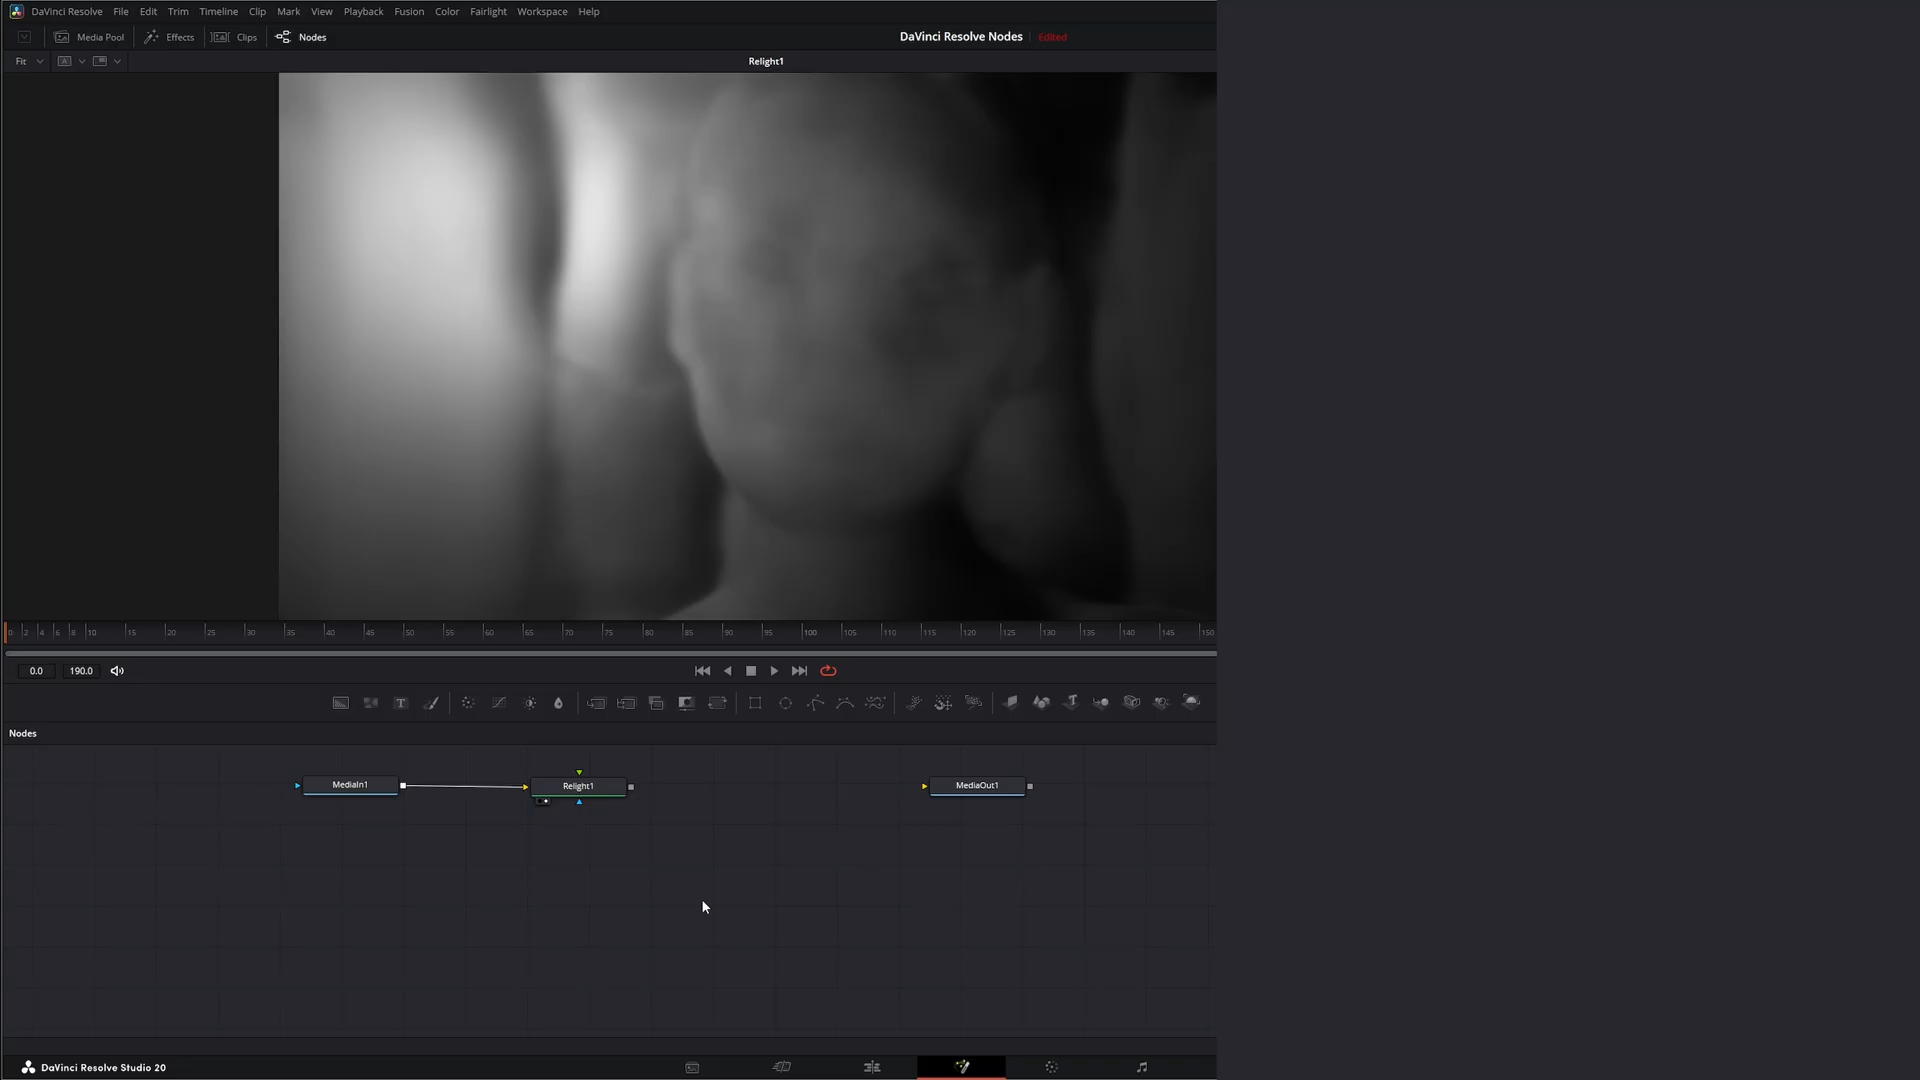 DaVinci Resolve File Edit Trim Timeline Clip Mark View Playback Fusion Color Fairlight Workspace Help
Media Pool Effects Clips Nodes DaVinci Resolve Nodes Edited
Fit A Relight1
0 2 4 6 8 10 15 20 25 30 35 40 45 50 55 60 65 70 75 80 85 90 95 100 105 110 115 120 125 130 135 140 145 150
0.0 190.0
T
Nodes
MediaIn1 Relight1 MediaOut1
DaVinci Resolve Studio 20